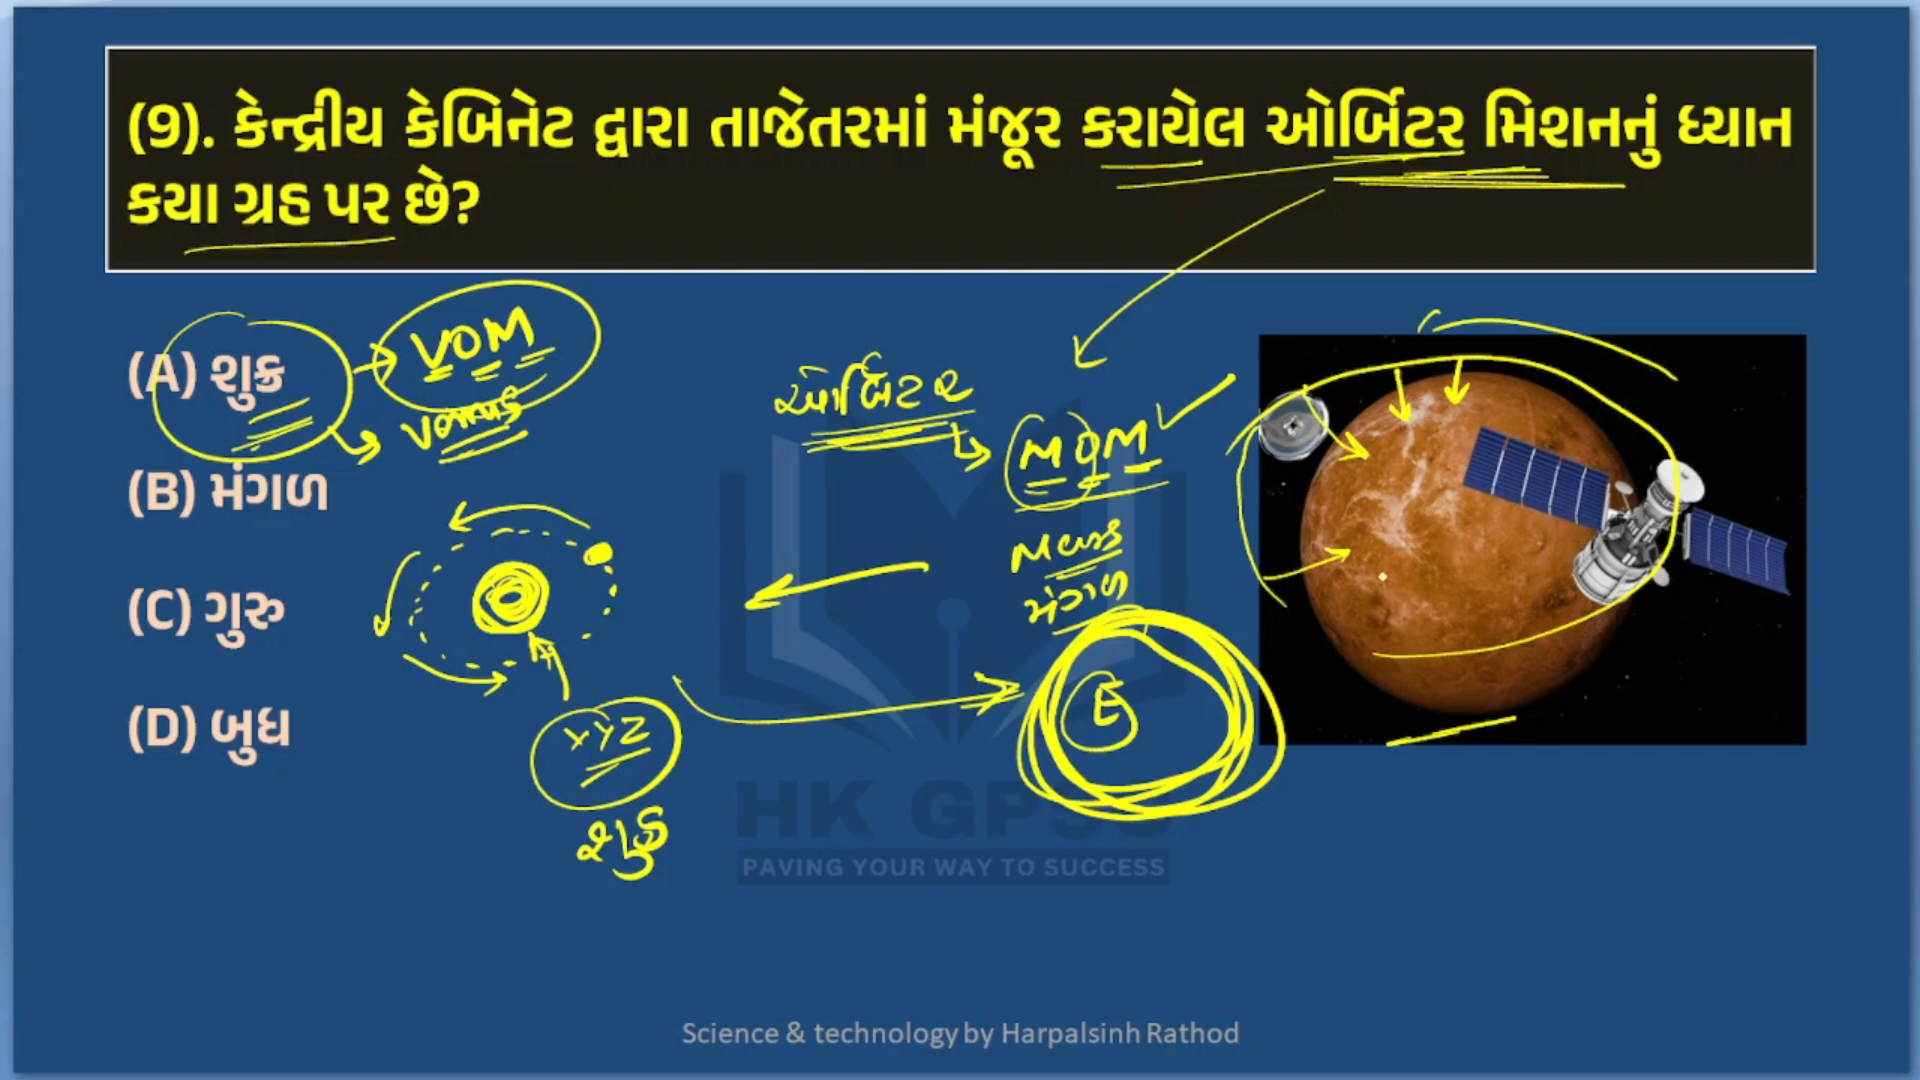 (9). કેન્દ્રીય કેબિનેટ દ્વારા તાજેતરમાં મંજૂર કરાયેલ ઓર્બિટર મિશનનું ધ્યાન
કયા ગ્રહ પર છે?
(A) શુક્ર
VOM
ઓર્બિટર
MOM
(B) મંગળ
મંગળ
(C) ગુરુ
E
(D) બુધ
XYZ
શુક્ર
HK GPSC
PAVING YOUR WAY TO SUCCESS
Science & technology by Harpalsinh Rathod